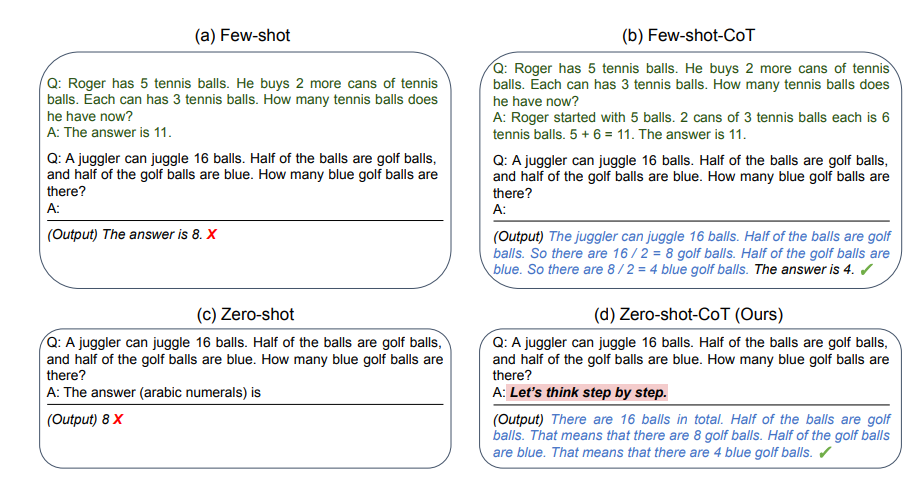 (a) Few-shot
Q: Roger has 5 tennis balls. He buys 2 more cans of tennis
balls. Each can has 3 tennis balls. How many tennis balls does
he have now?
A: The answer is 11.
Q: A juggler can juggle 16 balls. Half of the balls are golf balls,
and half of the golf balls are blue. How many blue golf balls are
there?
A:
(Output) The answer is 8. X
(b) Few-shot-CoT
Q: Roger has 5 tennis balls. He buys 2 more cans of tennis
balls. Each can has 3 tennis balls. How many tennis balls does
he have now?
A: Roger started with 5 balls. 2 cans of 3 tennis balls each is 6
tennis balls. 5 + 6 = 11. The answer is 11.
Q: A juggler can juggle 16 balls. Half of the balls are golf balls,
and half of the golf balls are blue. How many blue golf balls are
there?
A:
(Output) The juggler can juggle 16 balls. Half of the balls are golf
balls. So there are 16 / 2 = 8 golf balls. Half of the golf balls are
blue. So there are 8 / 2 = 4 blue golf balls. The answer is 4. ✓
(c) Zero-shot
Q: A juggler can juggle 16 balls. Half of the balls are golf balls,
and half of the golf balls are blue. How many blue golf balls are
there?
A: The answer (arabic numerals) is
(Output) 8 X
(d) Zero-shot-CoT (Ours)
Q: A juggler can juggle 16 balls. Half of the balls are golf balls,
and half of the golf balls are blue. How many blue golf balls are
there?
A: Let's think step by step.
(Output) There are 16 balls in total. Half of the balls are golf
balls. That means that there are 8 golf balls. Half of the golf balls
are blue. That means that there are 4 blue golf balls. ✓